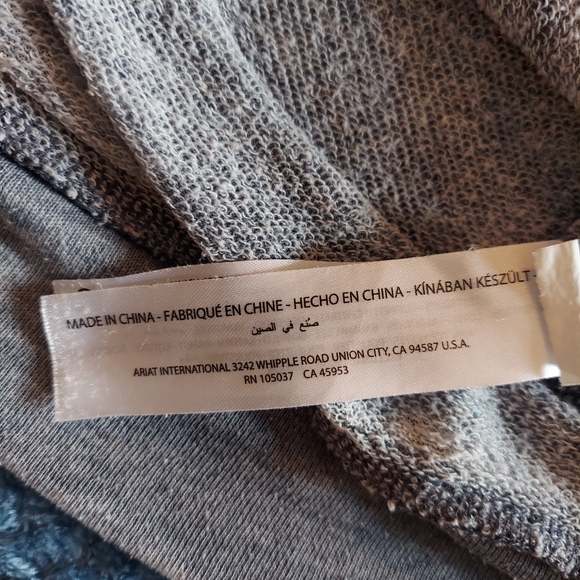 MADE IN CHINA - FABRIQUÉ EN CHINE - HECHO EN CHINA - KÍNÁBAN KÉSZÜLT -
صُنع في الصين
ARIAT INTERNATIONAL 3242 WHIPPLE ROAD UNION CITY, CA 94587 U.S.A.
RN 105037 CA 45953